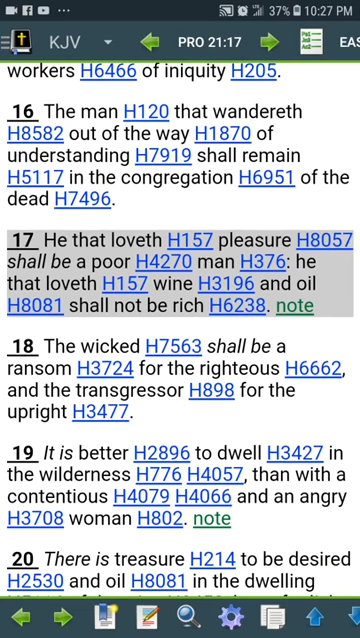 37% 10:27 PM
KJV PRO 21:17 EAS
workers H6466 of iniquity H205.
16 The man H120 that wandereth
H8582 out of the way H1870 of
understanding H7919 shall remain
H5117 in the congregation H6951 of the
dead H7496.
17 He that loveth H157 pleasure H8057
shall be a poor H4270 man H376: he
that loveth H157 wine H3196 and oil
H8081 shall not be rich H6238. note
18 The wicked H7563 shall be a
ransom H3724 for the righteous H6662,
and the transgressor H898 for the
upright H3477.
19 It is better H2896 to dwell H3427 in
the wilderness H776 H4057, than with a
contentious H4079 H4066 and an angry
H3708 woman H802. note
20 There is treasure H214 to be desired
H2530 and oil H8081 in the dwelling